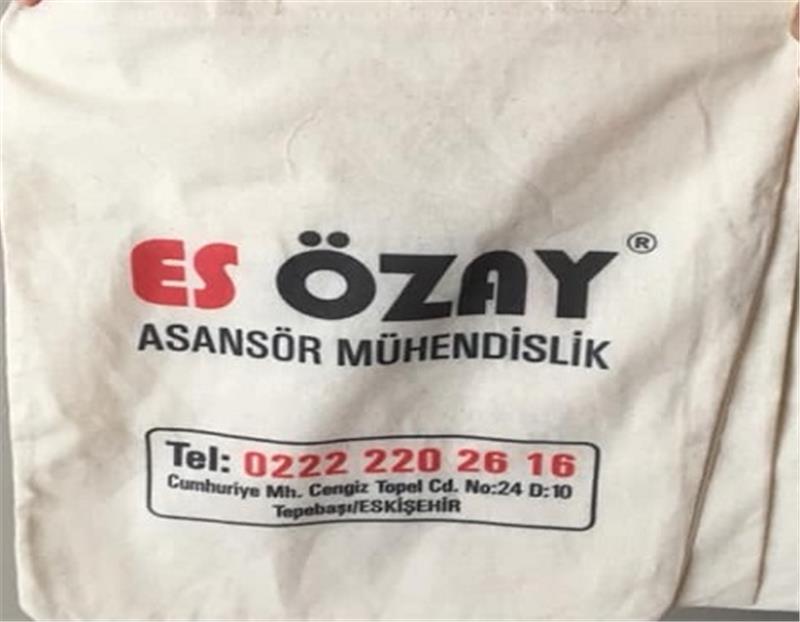 ES ÖZAY®
ASANSÖR MÜHENDİSLİK
Tel: 0222 220 26 16
Cumhuriye Mh. Cengiz Topel Cd. No:24 D:10
Tepebaşı/ESKİŞEHİR